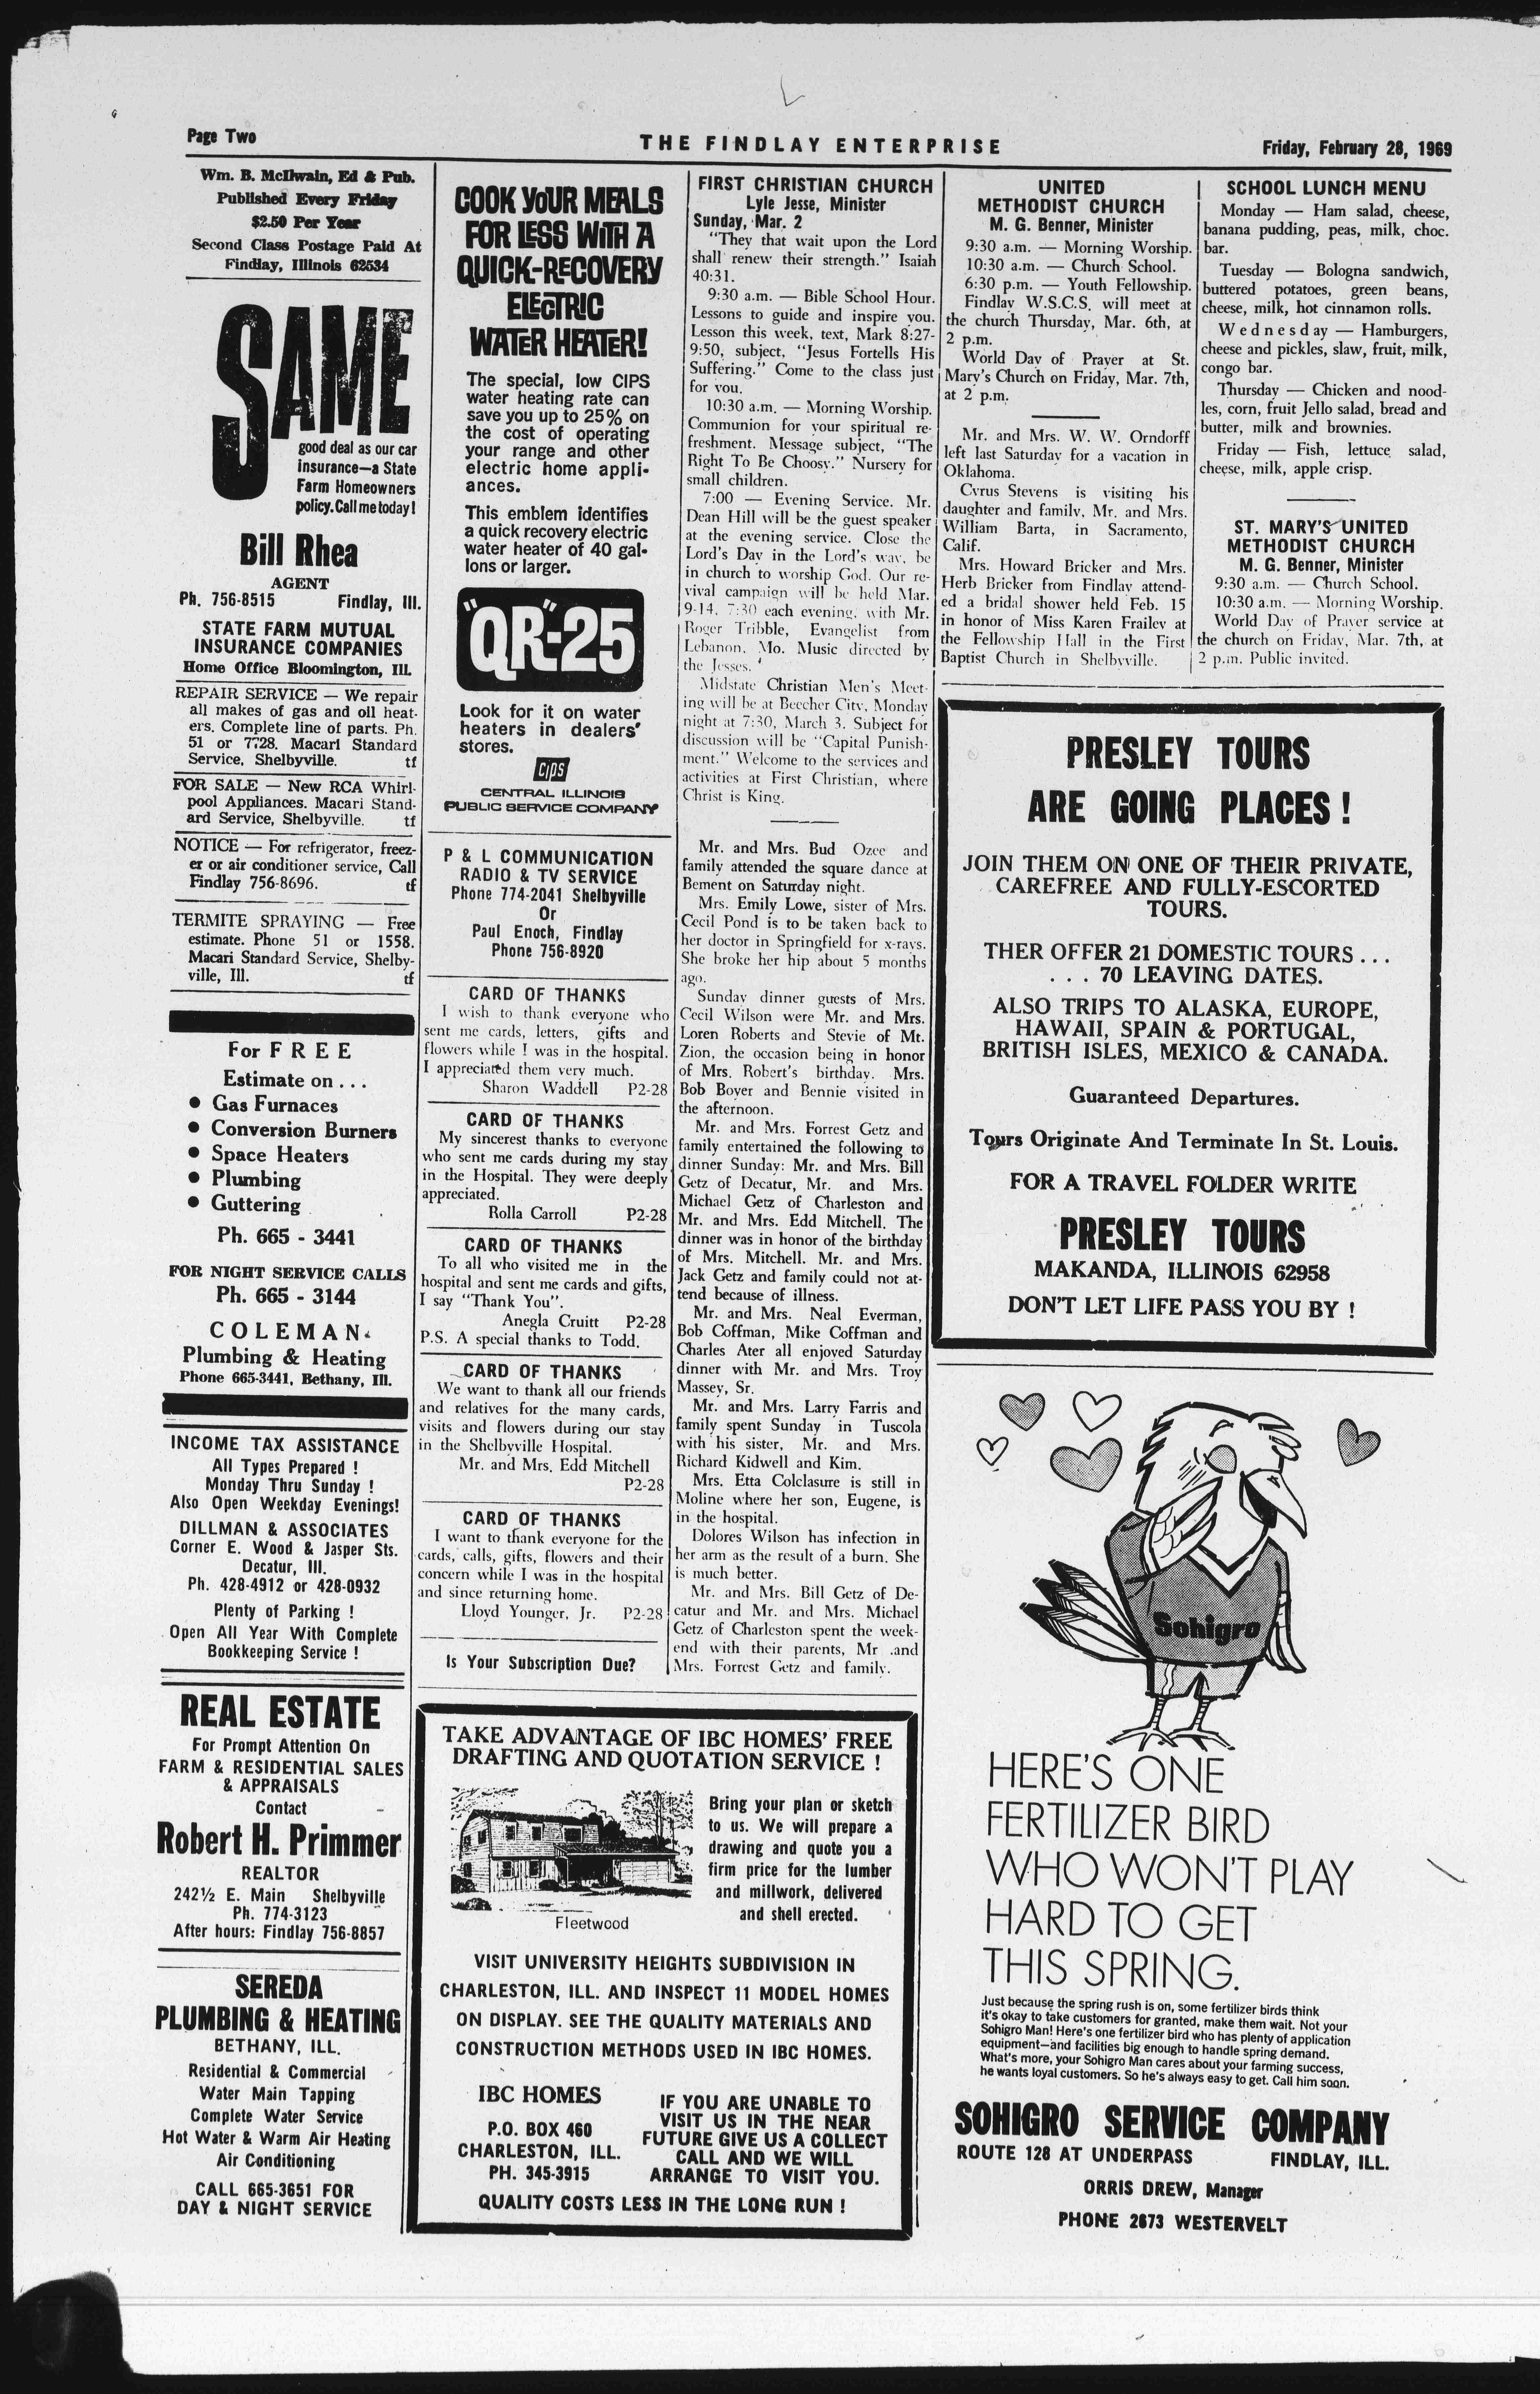 Page Two
THE FINDLAY ENTERPRISE
Friday, February 28, 1969
Wm. B. McIlwain, Ed & Pub.
Published Every Friday
$2.50 Per Year
Second Class Postage Paid At
Findlay, Illinois 62534
SAME
good deal as our car
insurance—a State
Farm Homeowners
policy. Call me today!
Bill Rhea
AGENT
Ph. 756-8515 Findlay, Ill.
STATE FARM MUTUAL
INSURANCE COMPANIES
Home Office Bloomington, Ill.
REPAIR SERVICE — We repair
all makes of gas and oil heat-
ers. Complete line of parts. Ph.
51 or 7728. Macari Standard
Service, Shelbyville. tf
FOR SALE — New RCA Whirl-
pool Appliances. Macari Stand-
ard Service, Shelbyville. tf
NOTICE — For refrigerator, freez-
er or air conditioner service, Call
Findlay 756-8696. tf
TERMITE SPRAYING — Free
estimate. Phone 51 or 1558.
Macari Standard Service, Shelby-
ville, Ill. tf
For F R E E
Estimate on . . .
● Gas Furnaces
● Conversion Burners
● Space Heaters
● Plumbing
● Guttering
Ph. 665 - 3441
FOR NIGHT SERVICE CALLS
Ph. 665 - 3144
COLEMAN
Plumbing & Heating
Phone 665-3441, Bethany, Ill.
INCOME TAX ASSISTANCE
All Types Prepared !
Monday Thru Sunday !
Also Open Weekday Evenings!
DILLMAN & ASSOCIATES
Corner E. Wood & Jasper Sts.
Decatur, Ill.
Ph. 428-4912 or 428-0932
Plenty of Parking !
Open All Year With Complete
Bookkeeping Service !
REAL ESTATE
For Prompt Attention On
FARM & RESIDENTIAL SALES
& APPRAISALS
Contact
Robert H. Primmer
REALTOR
242½ E. Main Shelbyville
Ph. 774-3123
After hours: Findlay 756-8857
SEREDA
PLUMBING & HEATING
BETHANY, ILL.
Residential & Commercial
Water Main Tapping
Complete Water Service
Hot Water & Warm Air Heating
Air Conditioning
CALL 665-3651 FOR
DAY & NIGHT SERVICE
COOK YOUR MEALS
FOR LESS WITH A
QUICK-RECOVERY
ELECTRIC
WATER HEATER!
The special, low CIPS
water heating rate can
save you up to 25% on
the cost of operating
your range and other
electric home appli-
ances.
This emblem identifies
a quick recovery electric
water heater of 40 gal-
lons or larger.
"QR"-25
Look for it on water
heaters in dealers'
stores.
CIPS
CENTRAL ILLINOIS
PUBLIC SERVICE COMPANY
P & L COMMUNICATION
RADIO & TV SERVICE
Phone 774-2041 Shelbyville
Or
Paul Enoch, Findlay
Phone 756-8920
CARD OF THANKS
I wish to thank everyone who
sent me cards, letters, gifts and
flowers while I was in the hospital.
I appreciated them very much.
Sharon Waddell P2-28
CARD OF THANKS
My sincerest thanks to everyone
who sent me cards during my stay
in the Hospital. They were deeply
appreciated.
Rolla Carroll P2-28
CARD OF THANKS
To all who visited me in the
hospital and sent me cards and gifts,
I say "Thank You".
Anegla Cruitt P2-28
P.S. A special thanks to Todd.
CARD OF THANKS
We want to thank all our friends
and relatives for the many cards,
visits and flowers during our stay
in the Shelbyville Hospital.
Mr. and Mrs. Edd Mitchell
P2-28
CARD OF THANKS
I want to thank everyone for the
cards, calls, gifts, flowers and their
concern while I was in the hospital
and since returning home.
Lloyd Younger, Jr. P2-28
Is Your Subscription Due?
FIRST CHRISTIAN CHURCH
Lyle Jesse, Minister
Sunday, Mar. 2
"They that wait upon the Lord
shall renew their strength." Isaiah
40:31.
9:30 a.m. — Bible School Hour.
Lessons to guide and inspire you.
Lesson this week, text, Mark 8:27-
9:50, subject, "Jesus Fortells His
Suffering." Come to the class just
for you.
10:30 a.m. — Morning Worship.
Communion for your spiritual re-
freshment. Message subject, "The
Right To Be Choosy." Nursery for
small children.
7:00 — Evening Service. Mr.
Dean Hill will be the guest speaker
at the evening service. Close the
Lord's Day in the Lord's way, be
in church to worship God. Our re-
vival campaign will be held Mar.
9-14, 7:30 each evening, with Mr.
Roger Tribble, Evangelist from
Lebanon, Mo. Music directed by
the Jesses.
Midstate Christian Men's Meet-
ing will be at Beecher City, Monday
night at 7:30, March 3. Subject for
discussion will be "Capital Punish-
ment." Welcome to the services and
activities at First Christian, where
Christ is King.
Mr. and Mrs. Bud Ozee and
family attended the square dance at
Bement on Saturday night.
Mrs. Emily Lowe, sister of Mrs.
Cecil Pond is to be taken back to
her doctor in Springfield for x-rays.
She broke her hip about 5 months
ago.
Sunday dinner guests of Mrs.
Cecil Wilson were Mr. and Mrs.
Loren Roberts and Stevie of Mt.
Zion, the occasion being in honor
of Mrs. Robert's birthday. Mrs.
Bob Boyer and Bennie visited in
the afternoon.
Mr. and Mrs. Forrest Getz and
family entertained the following to
dinner Sunday: Mr. and Mrs. Bill
Getz of Decatur, Mr. and Mrs.
Michael Getz of Charleston and
Mr. and Mrs. Edd Mitchell. The
dinner was in honor of the birthday
of Mrs. Mitchell. Mr. and Mrs.
Jack Getz and family could not at-
tend because of illness.
Mr. and Mrs. Neal Everman,
Bob Coffman, Mike Coffman and
Charles Ater all enjoyed Saturday
dinner with Mr. and Mrs. Troy
Massey, Sr.
Mr. and Mrs. Larry Farris and
family spent Sunday in Tuscola
with his sister, Mr. and Mrs.
Richard Kidwell and Kim.
Mrs. Etta Colclasure is still in
Moline where her son, Eugene, is
in the hospital.
Dolores Wilson has infection in
her arm as the result of a burn. She
is much better.
Mr. and Mrs. Bill Getz of De-
catur and Mr. and Mrs. Michael
Getz of Charleston spent the week-
end with their parents, Mr .and
Mrs. Forrest Getz and family.
TAKE ADVANTAGE OF IBC HOMES' FREE
DRAFTING AND QUOTATION SERVICE !
Bring your plan or sketch
to us. We will prepare a
drawing and quote you a
firm price for the lumber
and millwork, delivered
and shell erected.
Fleetwood
VISIT UNIVERSITY HEIGHTS SUBDIVISION IN
CHARLESTON, ILL. AND INSPECT 11 MODEL HOMES
ON DISPLAY. SEE THE QUALITY MATERIALS AND
CONSTRUCTION METHODS USED IN IBC HOMES.
IBC HOMES
P.O. BOX 460
CHARLESTON, ILL.
PH. 345-3915
IF YOU ARE UNABLE TO
VISIT US IN THE NEAR
FUTURE GIVE US A COLLECT
CALL AND WE WILL
ARRANGE TO VISIT YOU.
QUALITY COSTS LESS IN THE LONG RUN !
UNITED
METHODIST CHURCH
M. G. Benner, Minister
9:30 a.m. — Morning Worship.
10:30 a.m. — Church School.
6:30 p.m. — Youth Fellowship.
Findlay W.S.C.S. will meet at
the church Thursday, Mar. 6th, at
2 p.m.
World Day of Prayer at St.
Mary's Church on Friday, Mar. 7th,
at 2 p.m.
Mr. and Mrs. W. W. Orndorff
left last Saturday for a vacation in
Oklahoma.
Cyrus Stevens is visiting his
daughter and family, Mr. and Mrs.
William Barta, in Sacramento,
Calif.
Mrs. Howard Bricker and Mrs.
Herb Bricker from Findlay attend-
ed a bridal shower held Feb. 15
in honor of Miss Karen Frailey at
the Fellowship Hall in the First
Baptist Church in Shelbyville.
SCHOOL LUNCH MENU
Monday — Ham salad, cheese,
banana pudding, peas, milk, choc.
bar.
Tuesday — Bologna sandwich,
buttered potatoes, green beans,
cheese, milk, hot cinnamon rolls.
Wednesday — Hamburgers,
cheese and pickles, slaw, fruit, milk,
congo bar.
Thursday — Chicken and nood-
les, corn, fruit Jello salad, bread and
butter, milk and brownies.
Friday — Fish, lettuce salad,
cheese, milk, apple crisp.
ST. MARY'S UNITED
METHODIST CHURCH
M. G. Benner, Minister
9:30 a.m. — Church School.
10:30 a.m. — Morning Worship.
World Day of Prayer service at
the church on Friday, Mar. 7th, at
2 p.m. Public invited.
PRESLEY TOURS
ARE GOING PLACES !
JOIN THEM ON ONE OF THEIR PRIVATE,
CAREFREE AND FULLY-ESCORTED
TOURS.
THER OFFER 21 DOMESTIC TOURS . . .
. . . 70 LEAVING DATES.
ALSO TRIPS TO ALASKA, EUROPE,
HAWAII, SPAIN & PORTUGAL,
BRITISH ISLES, MEXICO & CANADA.
Guaranteed Departures.
Tours Originate And Terminate In St. Louis.
FOR A TRAVEL FOLDER WRITE
PRESLEY TOURS
MAKANDA, ILLINOIS 62958
DON'T LET LIFE PASS YOU BY !
Sohigro
HERE'S ONE
FERTILIZER BIRD
WHO WON'T PLAY
HARD TO GET
THIS SPRING.
Just because the spring rush is on, some fertilizer birds think
it's okay to take customers for granted, make them wait. Not your
Sohigro Man! Here's one fertilizer bird who has plenty of application
equipment—and facilities big enough to handle spring demand.
What's more, your Sohigro Man cares about your farming success,
he wants loyal customers. So he's always easy to get. Call him soon.
SOHIGRO SERVICE COMPANY
ROUTE 128 AT UNDERPASS FINDLAY, ILL.
ORRIS DREW, Manager
PHONE 2673 WESTERVELT